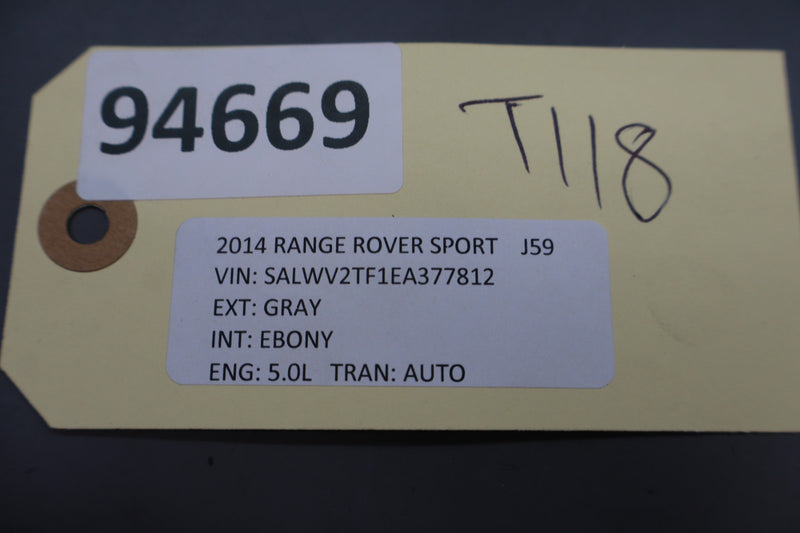 94669
T118
2014 RANGE ROVER SPORT J59
VIN: SALWV2TF1EA377812
EXT: GRAY
INT: EBONY
ENG: 5.0L TRAN: AUTO